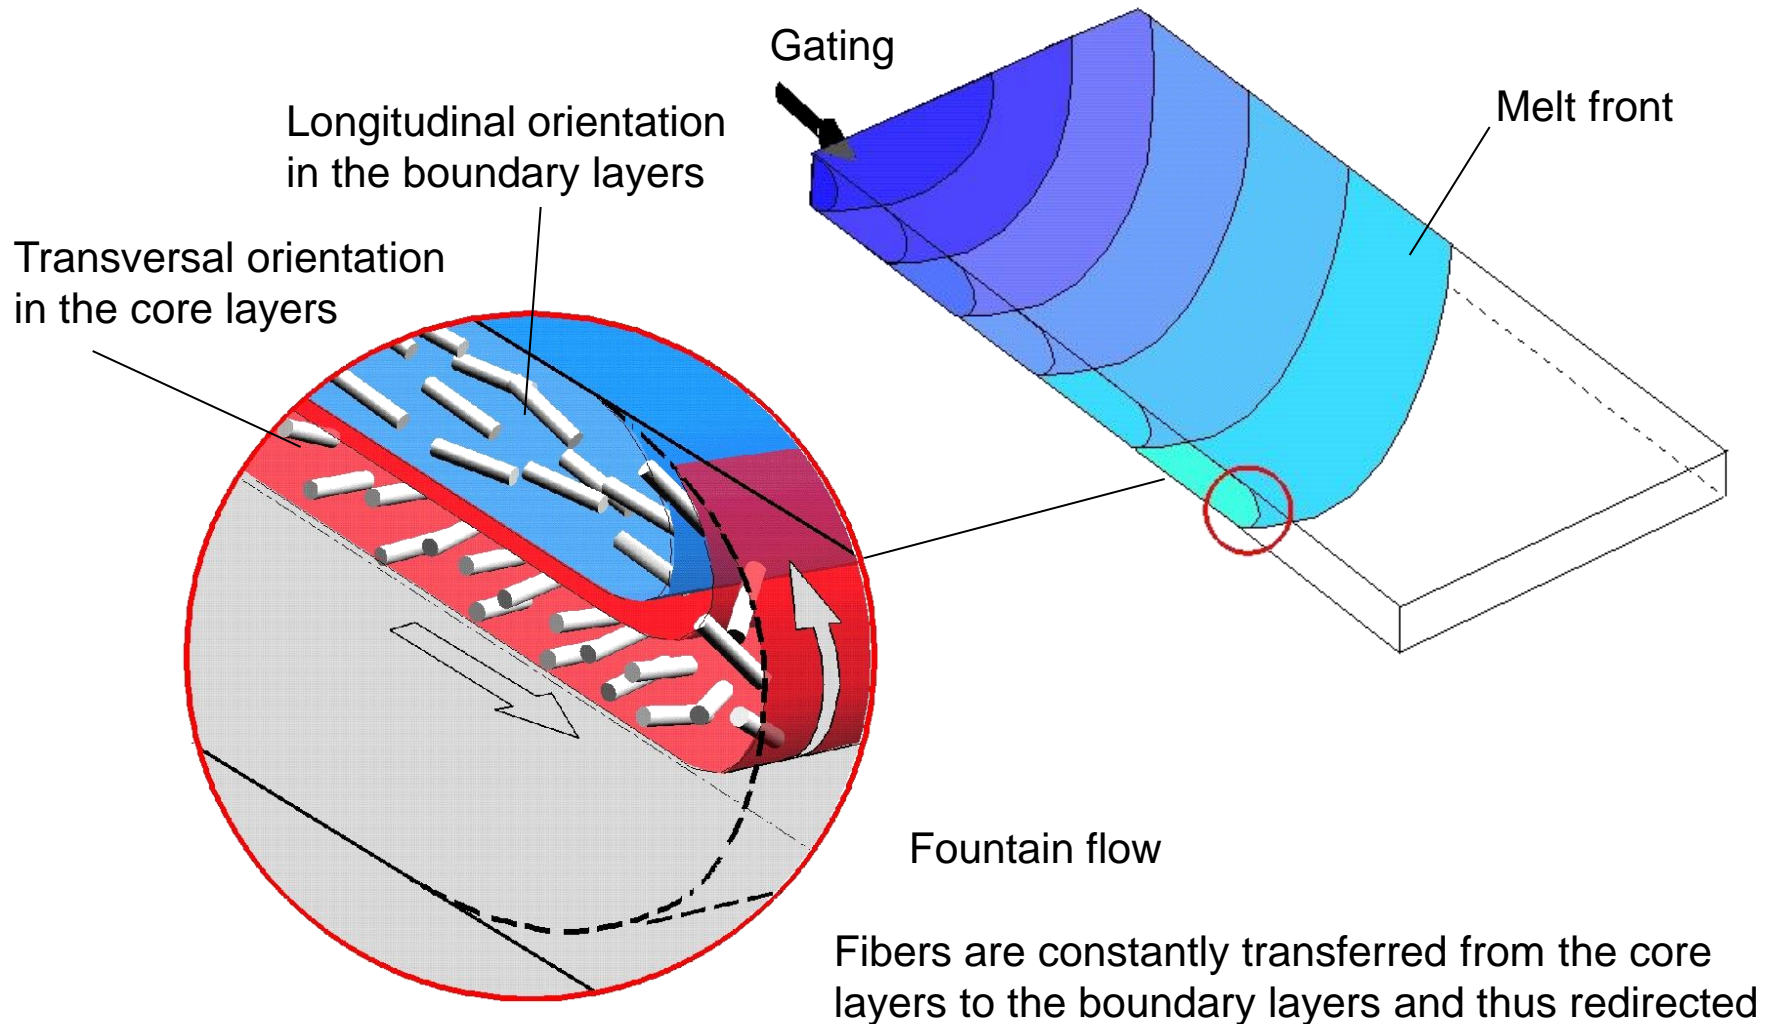 Gating
Melt front
Longitudinal orientation
in the boundary layers
Transversal orientation
in the core layers
Fountain flow
Fibers are constantly transferred from the core
layers to the boundary layers and thus redirected